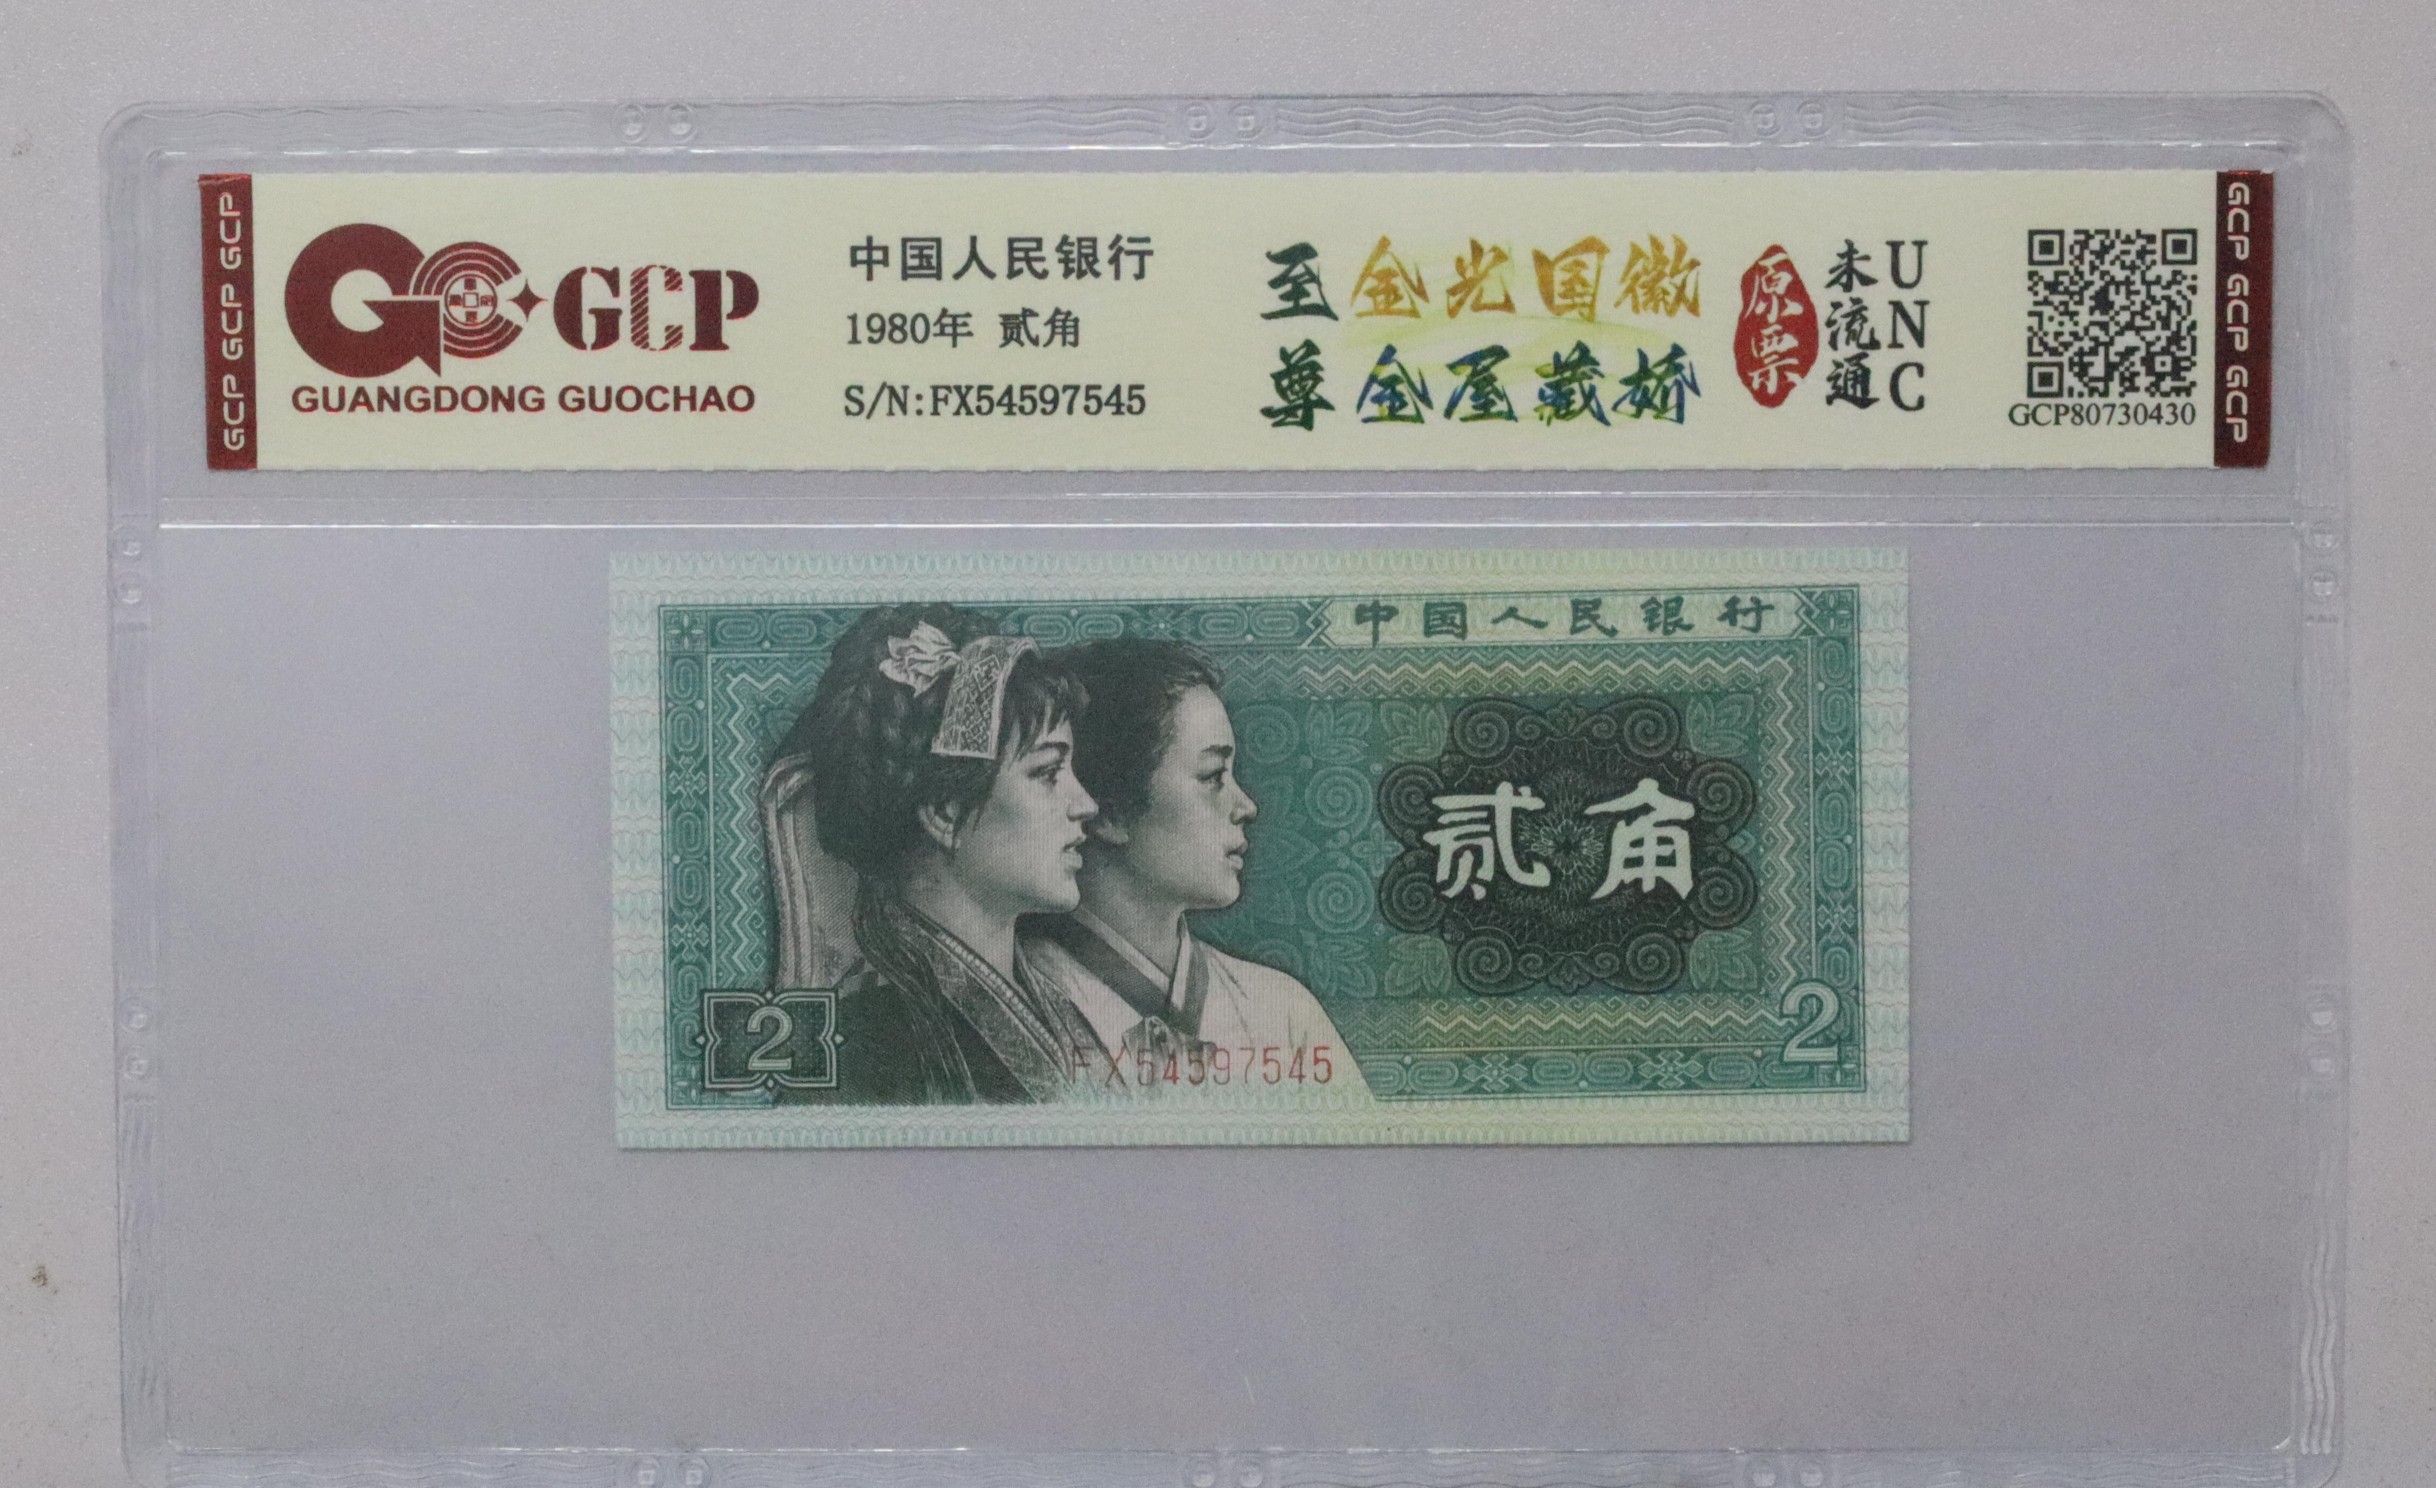 GCP GCP GCP
GCP
GUANGDONG GUOCHAO
中国人民银行
1980年 贰角
S/N:FX54597545
至尊
金光国徽
金屋藏娇
原票
未流通
UNC
GCP80730430
GCP GCP GCP
中国人民银行
贰角
2
2
FX54597545